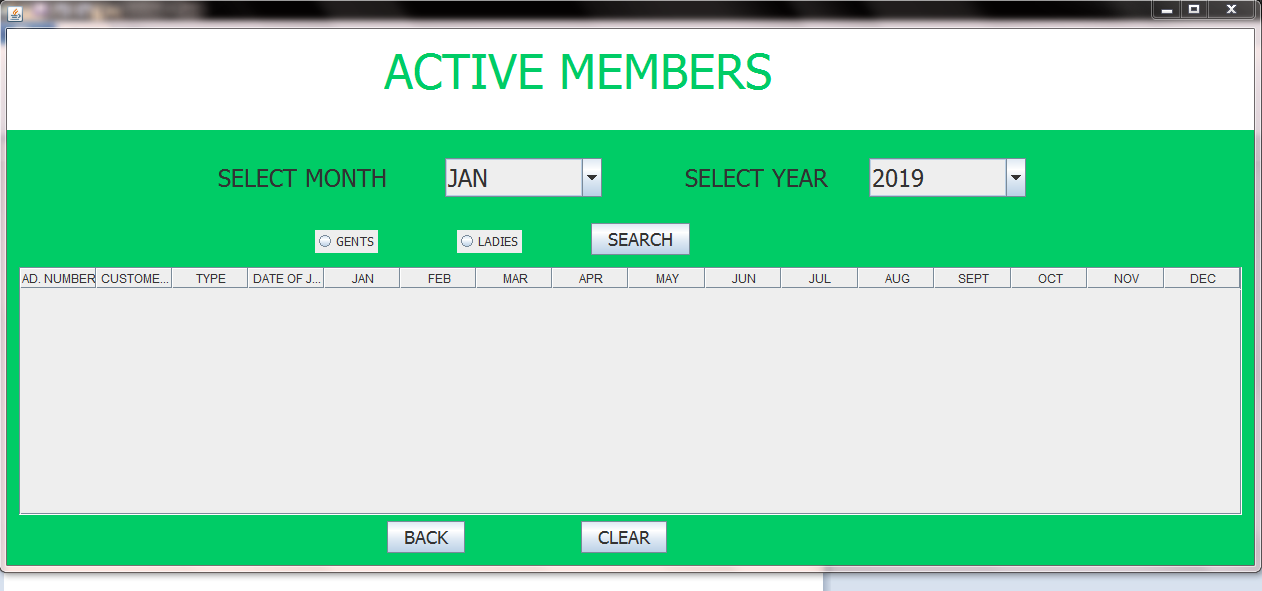 ACTIVE MEMBERS
SELECT MONTH JAN SELECT YEAR 2019
GENTS LADIES SEARCH
AD. NUMBER CUSTOME... TYPE DATE OF J... JAN FEB MAR APR MAY JUN JUL AUG SEPT OCT NOV DEC
BACK CLEAR